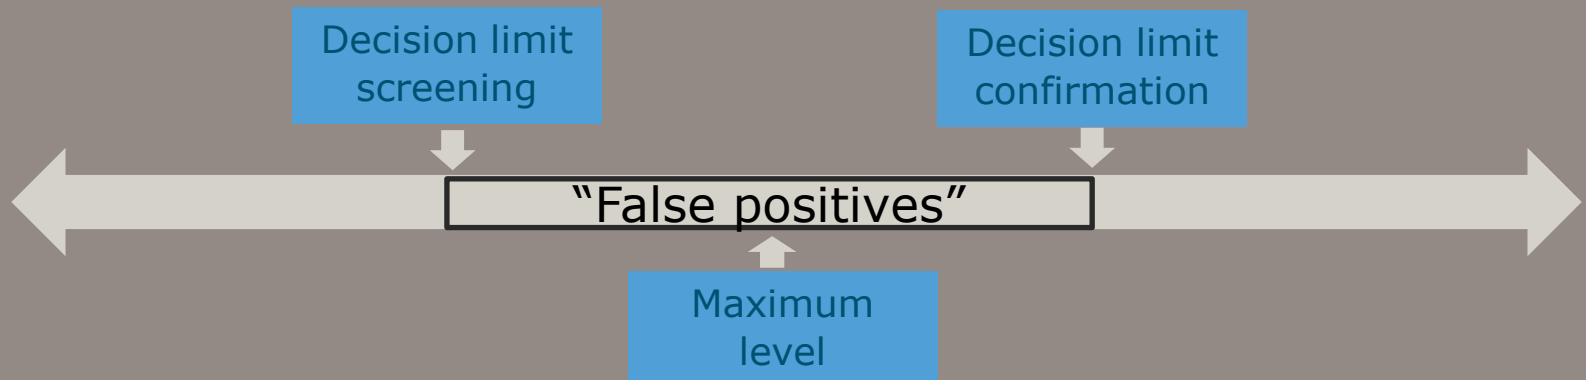 Decision limit
screening
Decision limit
confirmation
“False positives”
Maximum
level